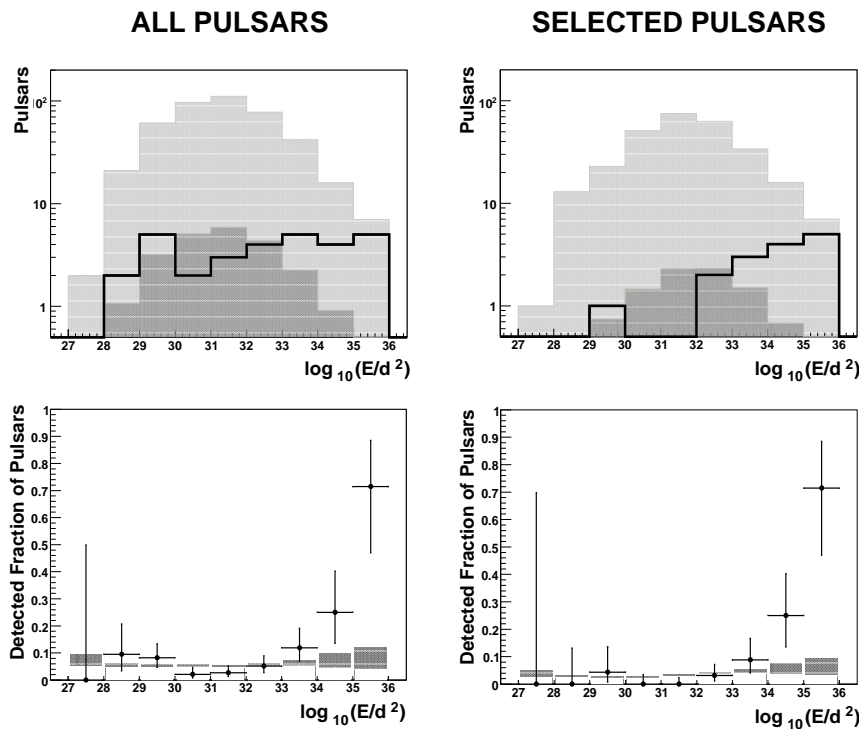 ALL PULSARS
SELECTED PULSARS
Pulsars
10²
10
1
27 28 29 30 31 32 33 34 35 36
log 10 (E/d ²)
Pulsars
10²
10
1
27 28 29 30 31 32 33 34 35 36
log 10 (E/d ²)
Detected Fraction of Pulsars
1
0.9
0.8
0.7
0.6
0.5
0.4
0.3
0.2
0.1
0
27 28 29 30 31 32 33 34 35 36
log 10 (E/d ²)
Detected Fraction of Pulsars
1
0.9
0.8
0.7
0.6
0.5
0.4
0.3
0.2
0.1
0
27 28 29 30 31 32 33 34 35 36
log 10 (E/d ²)